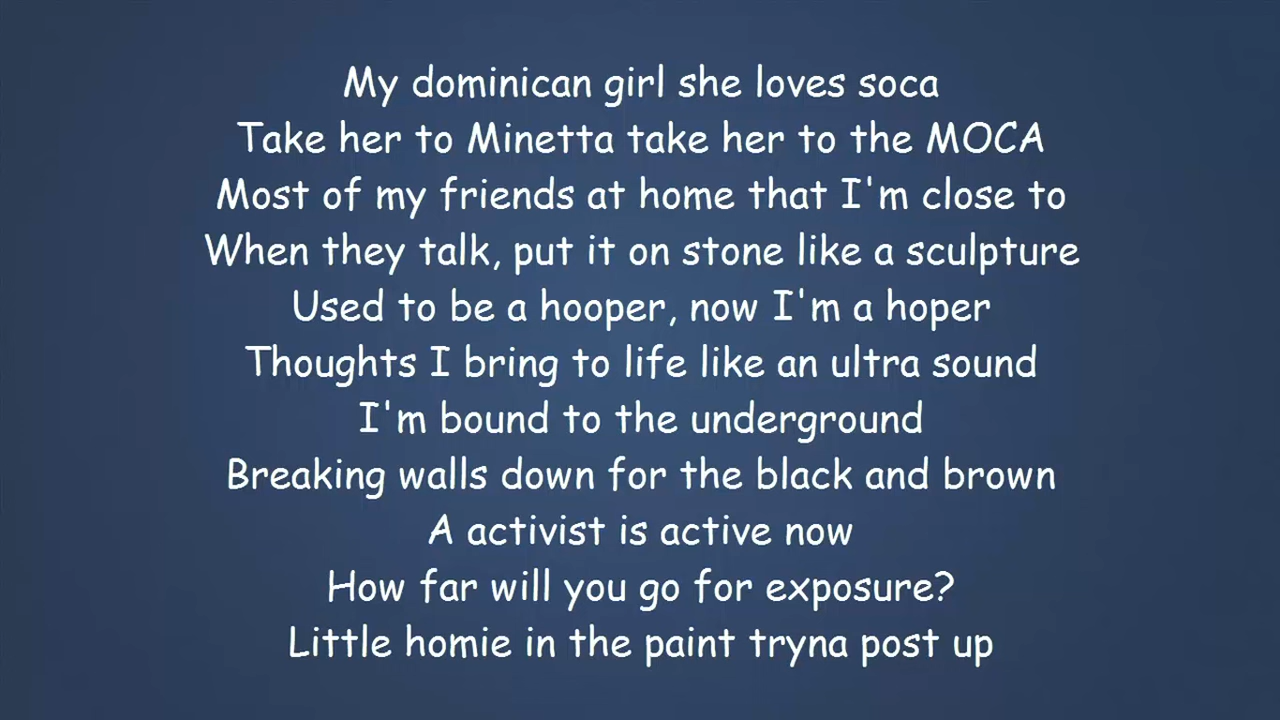 My dominican girl she loves soca
Take her to Minetta take her to the MOCA
Most of my friends at home that I'm close to
When they talk, put it on stone like a sculpture
Used to be a hooper, now I'm a hoper
Thoughts I bring to life like an ultra sound
I'm bound to the underground
Breaking walls down for the black and brown
A activist is active now
How far will you go for exposure?
Little homie in the paint tryna post up